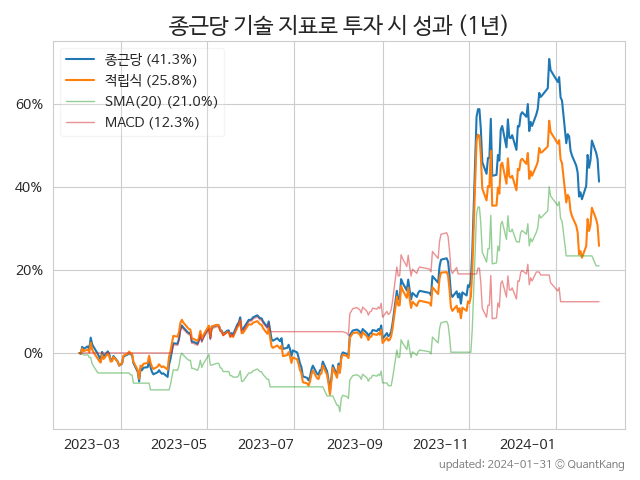 종근당 기술 지표로 투자 시 성과 (1년)
종근당 (41.3%)
적립식 (25.8%)
SMA(20) (21.0%)
MACD (12.3%)
60%
40%
20%
0%
2023-03 2023-05 2023-07 2023-09 2023-11 2024-01
updated: 2024-01-31 © QuantKang